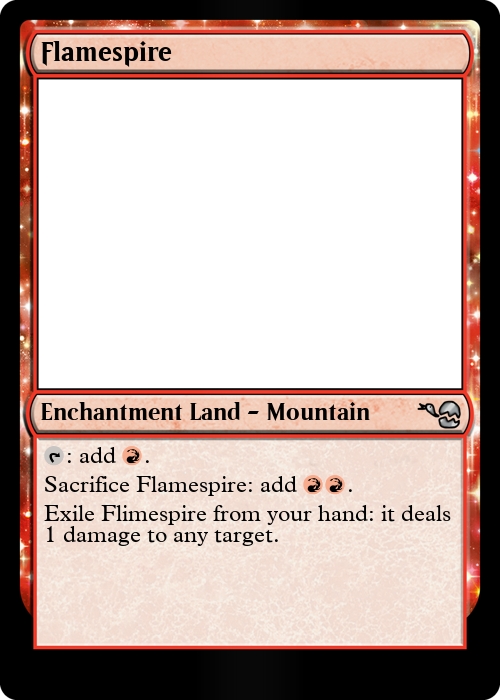 Flamespire
Enchantment Land – Mountain
: add .
Sacrifice Flamespire: add .
Exile Flimespire from your hand: it deals
1 damage to any target.